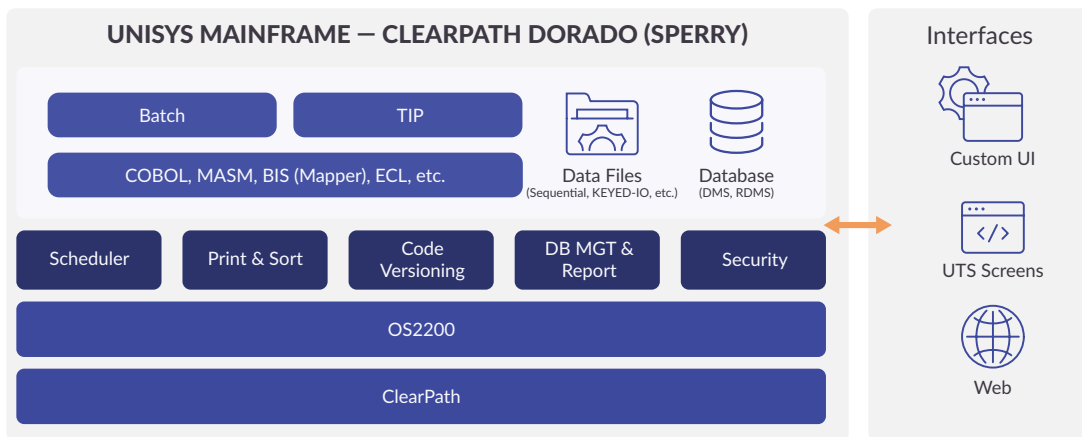 UNISYS MAINFRAME — CLEARPATH DORADO (SPERRY)
Batch
TIP
COBOL, MASM, BIS (Mapper), ECL, etc.
Data Files
(Sequential, KEYED-IO, etc.)
Database
(DMS, RDMS)
Scheduler
Print & Sort
Code
Versioning
DB MGT &
Report
Security
OS2200
ClearPath
Interfaces
Custom UI
UTS Screens
Web